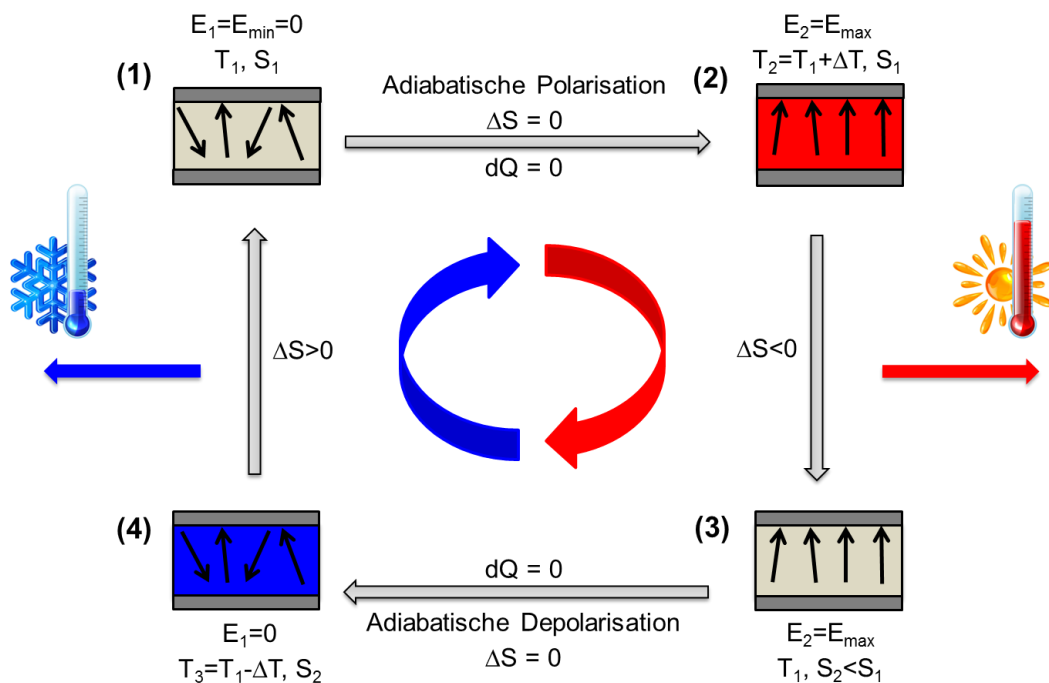 E₁=Eₘᵢₙ=0
T₁, S₁
(1)
Adiabatische Polarisation
ΔS = 0
dQ = 0
E₂=Eₘₐₓ
T₂=T₁+ΔT, S₁
(2)
ΔS>0
ΔS<0
(4)
E₁=0
T₃=T₁-ΔT, S₂
dQ = 0
Adiabatische Depolarisation
ΔS = 0
(3)
E₂=Eₘₐₓ
T₁, S₂<S₁